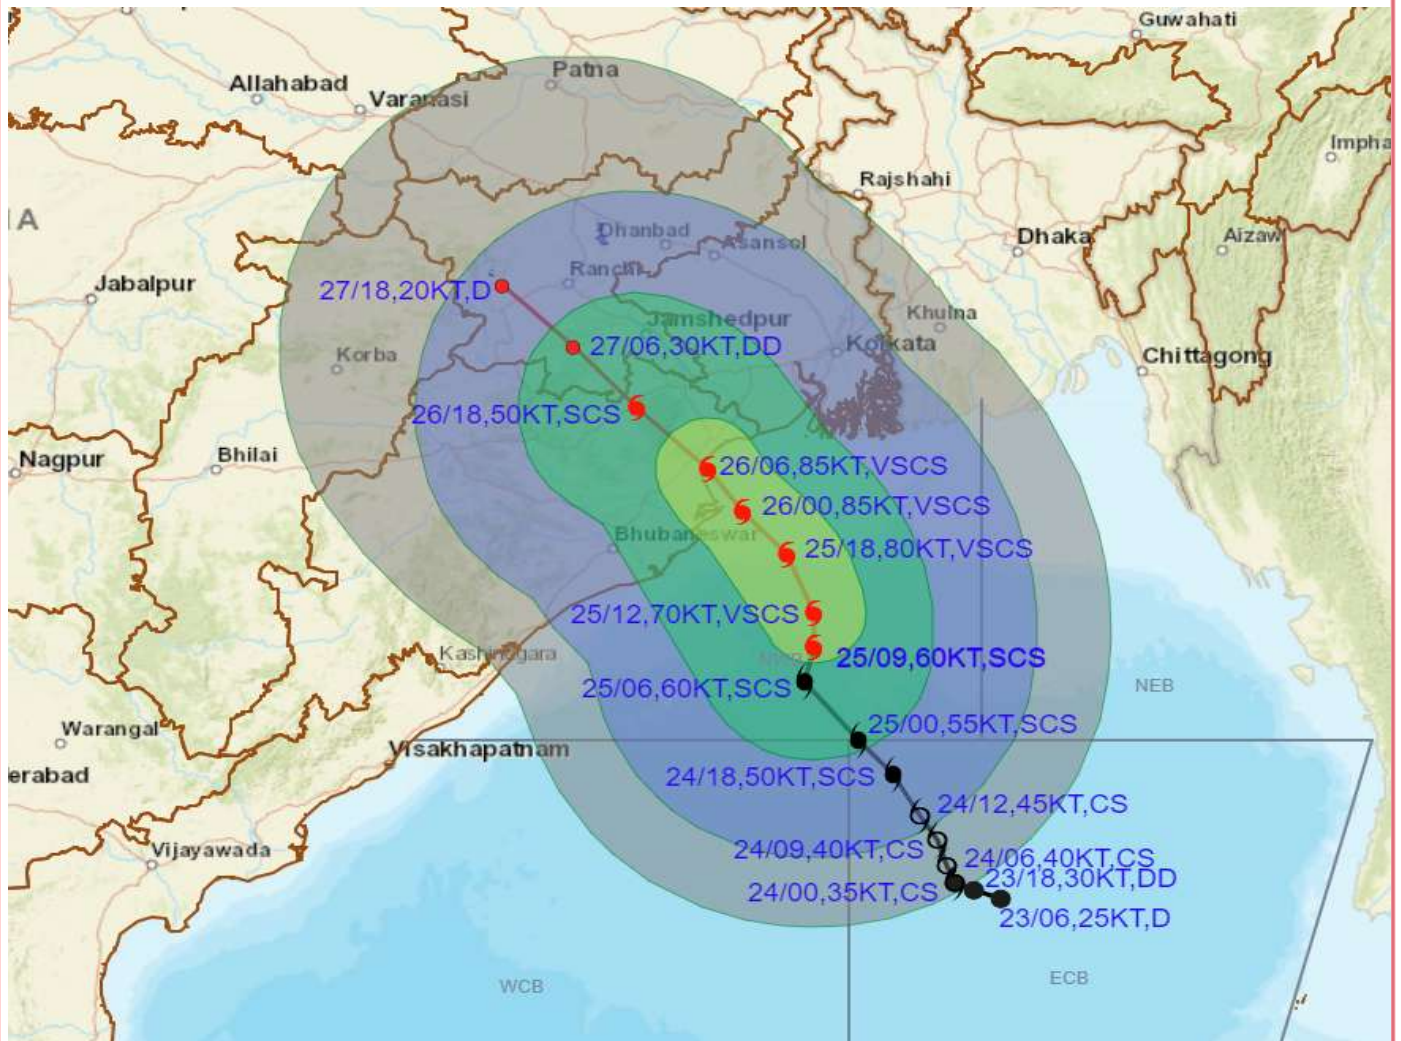 Guwahati
Patna
Allahabad
Varanasi
Impha
Rajshahi
IA
Dhanbad
Dhaka
Aizaw
Asansol
Ranchi
Jabalpur
27/18,20KT,D
Khulna
Jamshedpur
27/06,30KT,DD
Kolkata
Korba
Chittagong
26/18,50KT,SCS
Nagpur
Bhilai
26/06,85KT,VSCS
26/00,85KT,VSCS
Bhubaneswar
25/18,80KT,VSCS
25/12,70KT,VSCS
Kashinagara
25/09,60KT,SCS
25/06,60KT,SCS
NEB
25/00,55KT,SCS
Warangal
Visakhapatnam
erabad
24/18,50KT,SCS
24/12,45KT,CS
24/09,40KT,CS
Vijayawada
24/06,40KT,CS
23/18,30KT,DD
24/00,35KT,CS
23/06,25KT,D
WCB
ECB